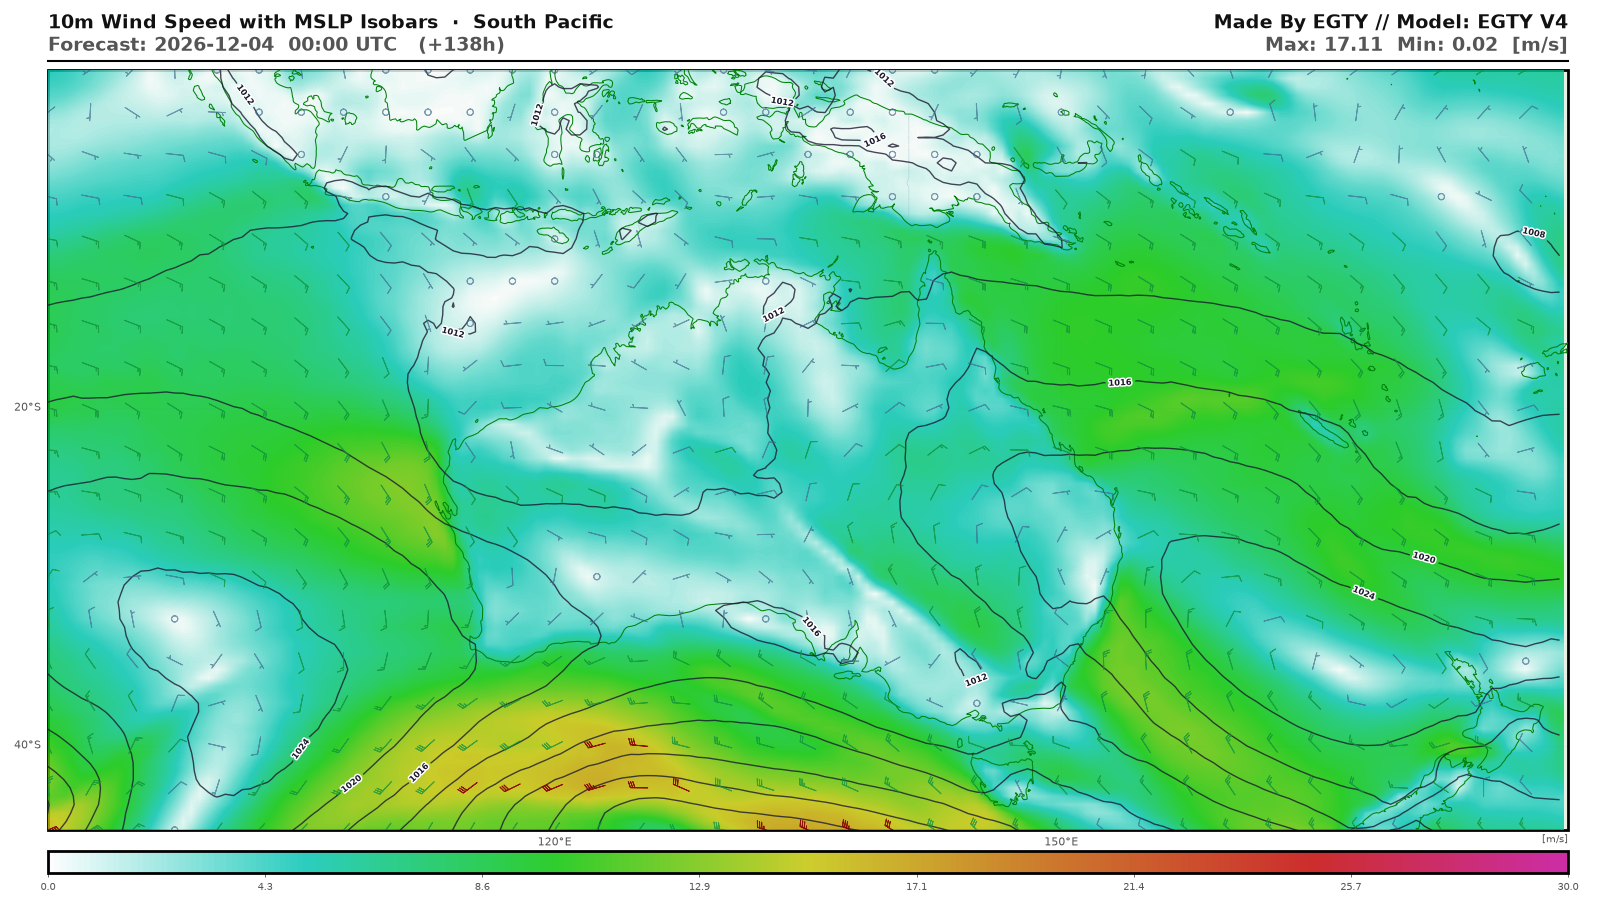 10m Wind Speed with MSLP Isobars · South Pacific
Made By EGTY // Model: EGTY V4
Forecast: 2026-12-04 00:00 UTC (+138h)
Max: 17.11 Min: 0.02 [m/s]
1012
1012
1012
1012
1016
1008
1012
1012
1016
20°S
1020
1024
1016
1012
40°S
1024
1020
1016
120°E
150°E
[m/s]
0.0
4.3
8.6
12.9
17.1
21.4
25.7
30.0